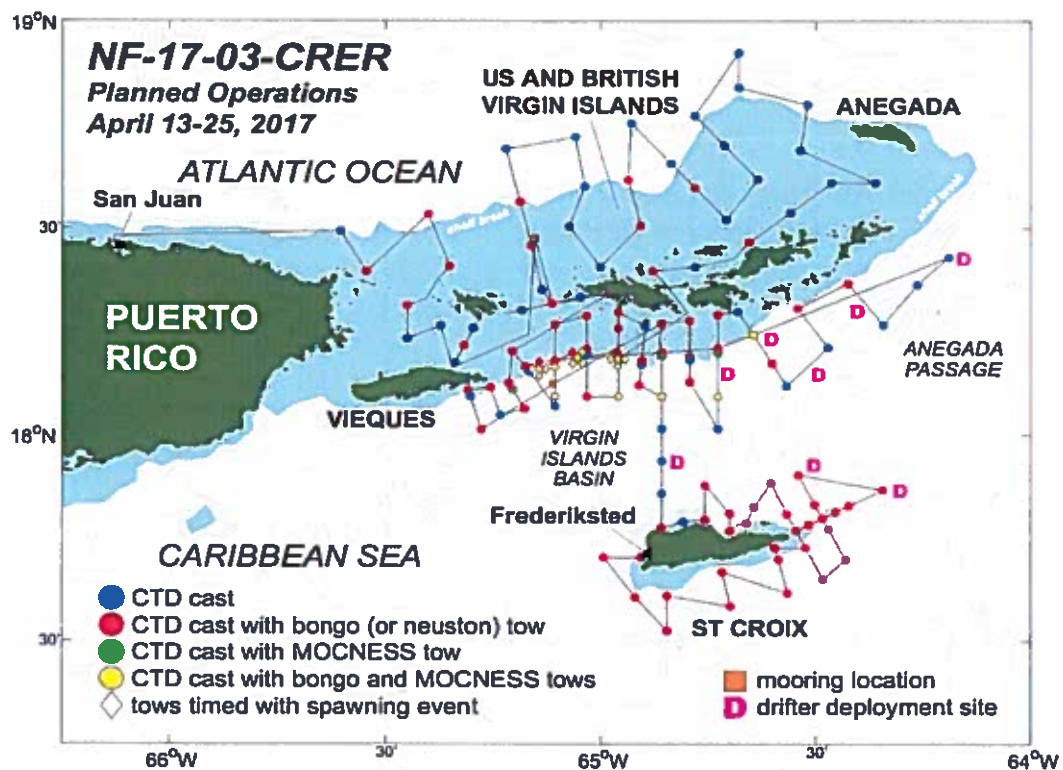 19°N
NF-17-03-CRER
Planned Operations
April 13-25, 2017
US AND BRITISH
VIRGIN ISLANDS
ANEGADA
ATLANTIC OCEAN
San Juan
shelf break
shelf break
30'
D
PUERTO
RICO
D
D
ANEGADA
PASSAGE
D
D
VIEQUES
18°N
VIRGIN
ISLANDS
BASIN
D
D
D
Frederiksted
CARIBBEAN SEA
CTD cast
CTD cast with bongo (or neuston) tow
ST CROIX
30'
CTD cast with MOCNESS tow
CTD cast with bongo and MOCNESS tows
mooring location
tows timed with spawning event
D drifter deployment site
66°W
30'
65°W
30'
64°W